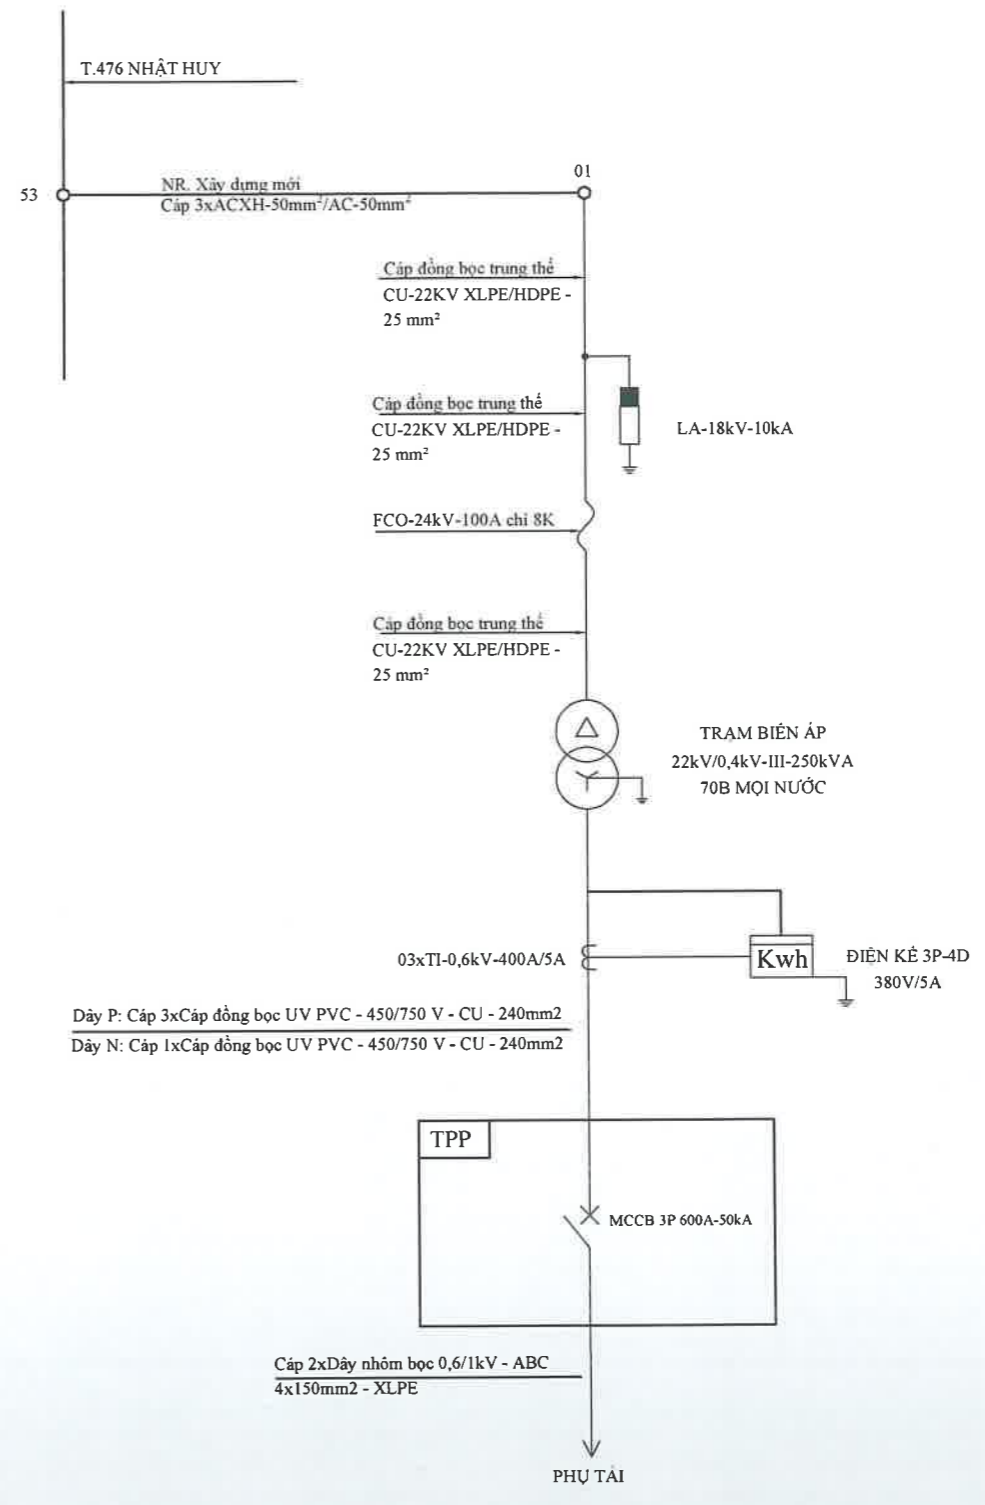 T.476 NHẬT HUY
53
01
NR. Xây dựng mới
Cáp 3xACXH-50mm²/AC-50mm²
Cáp đồng bọc trung thế
CU-22KV XLPE/HDPE -
25 mm²
Cáp đồng bọc trung thế
CU-22KV XLPE/HDPE -
25 mm²
LA-18kV-10kA
FCO-24kV-100A chì 8K
Cáp đồng bọc trung thế
CU-22KV XLPE/HDPE -
25 mm²
TRẠM BIẾN ÁP
22kV/0,4kV-III-250kVA
70B MỌI NƯỚC
03xTI-0,6kV-400A/5A
Kwh
ĐIỆN KẾ 3P-4D
380V/5A
Dây P: Cáp 3xCáp đồng bọc UV PVC - 450/750 V - CU - 240mm2
Dây N: Cáp 1xCáp đồng bọc UV PVC - 450/750 V - CU - 240mm2
TPP
MCCB 3P 600A-50kA
Cáp 2xDây nhôm bọc 0,6/1kV - ABC
4x150mm2 - XLPE
PHỤ TẢI